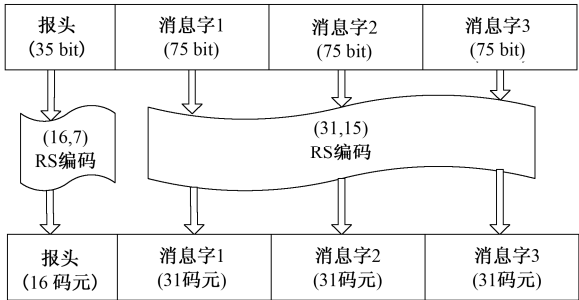 报头 消息字1 消息字2 消息字3
(35 bit) (75 bit) (75 bit) (75 bit)
(16,7) (31,15)
RS编码 RS编码
报头 消息字1 消息字2 消息字3
(16 码元) (31码元) (31码元) (31码元)